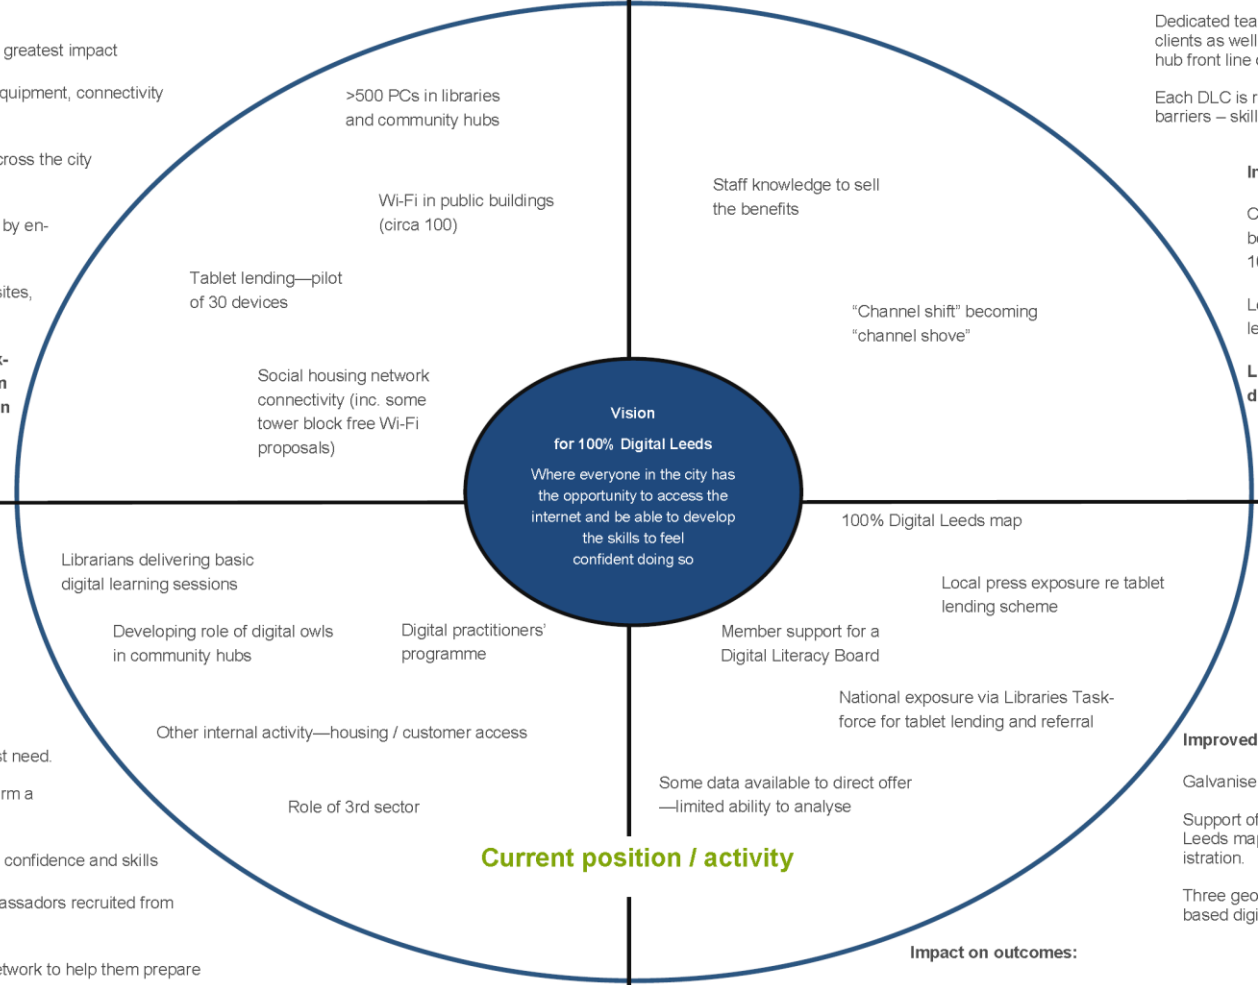 greatest impact
quipment, connectivity
cross the city
by en-
sites,
k-
n
n
>500 PCs in libraries
and community hubs
Wi-Fi in public buildings
(circa 100)
Tablet lending—pilot
of 30 devices
Social housing network
connectivity (inc. some
tower block free Wi-Fi
proposals)
Staff knowledge to sell
the benefits
“Channel shift” becoming
“channel shove”
Dedicated tea
clients as well
hub front line
Each DLC is r
barriers – skill
In
C
be
10
Le
le
L
d
Vision
for 100% Digital Leeds
Where everyone in the city has
the opportunity to access the
internet and be able to develop
the skills to feel
confident doing so
Librarians delivering basic
digital learning sessions
Developing role of digital owls
in community hubs
Digital practitioners’
programme
Other internal activity—housing / customer access
Role of 3rd sector
100% Digital Leeds map
Local press exposure re tablet
lending scheme
Member support for a
Digital Literacy Board
National exposure via Libraries Task-
force for tablet lending and referral
Some data available to direct offer
—limited ability to analyse
Current position / activity
st need.
rm a
confidence and skills
assadors recruited from
etwork to help them prepare
Improved
Galvanise
Support of
Leeds map
istration.
Three geo
based digi
Impact on outcomes: